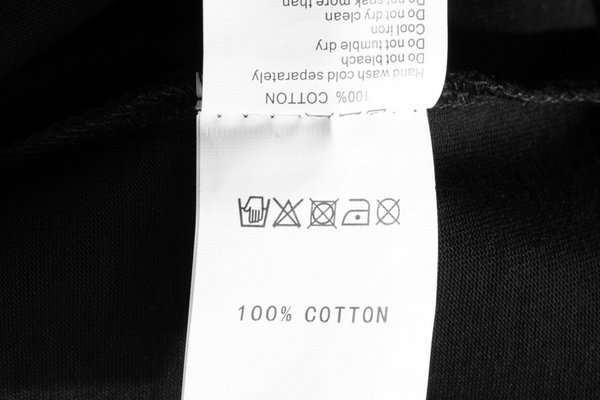 100% COTTON
Hand wash cold separately
Do not bleach
Do not tumble dry
Cool iron
Do not dry clean
Do not soak more than
100% COTTON